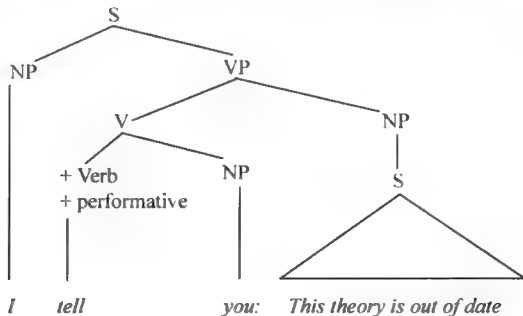 S
NP VP
V NP
+ Verb NP S
+ performative
I tell you: This theory is out of date